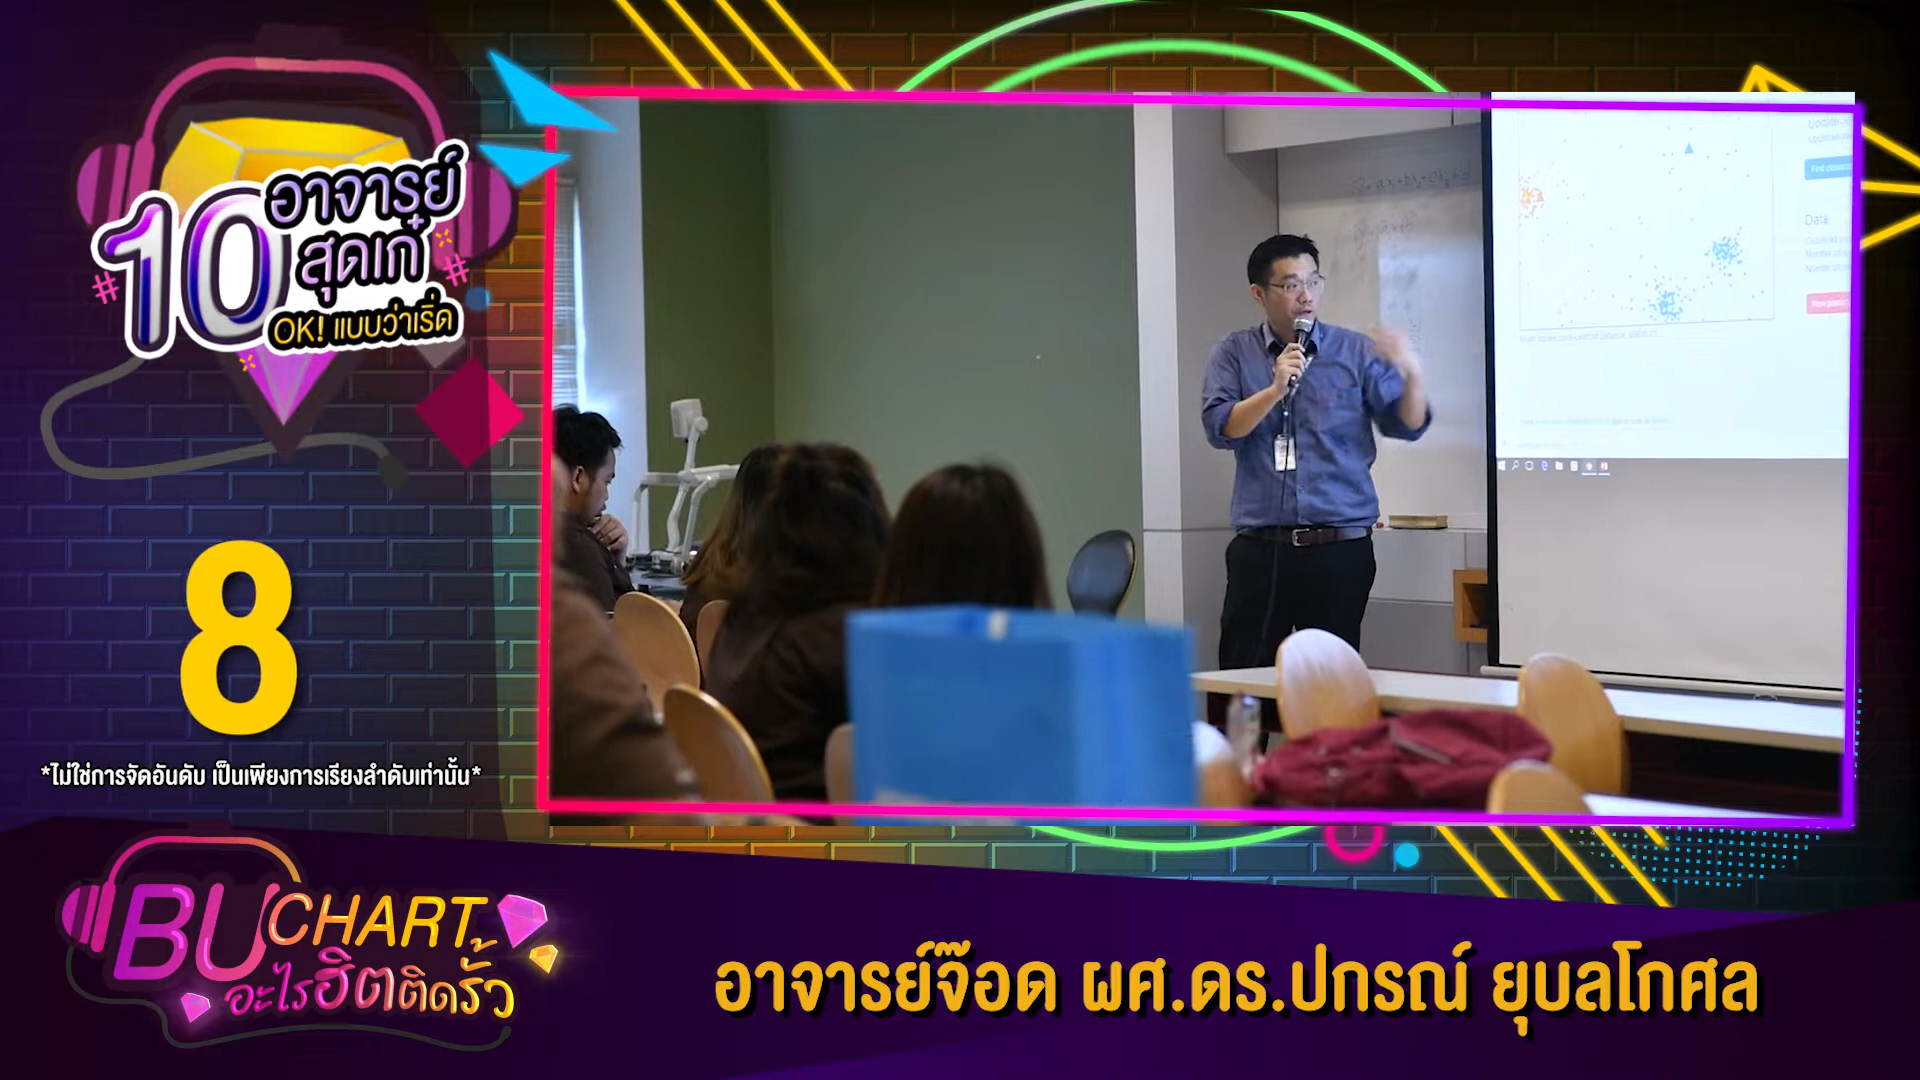 #10 อาจารย์
สุดเก๋ #
OK! แบบว่าเริ่ด
8
*ไม่ใช่การจัดอันดับ เป็นเพียงการเรียงลำดับเท่านั้น*
Data
BU CHART
อะไรฮิตติดรั้ว
อาจารย์จ๊อด ผศ.ดร.ปกรณ์ ยุบลโกศล